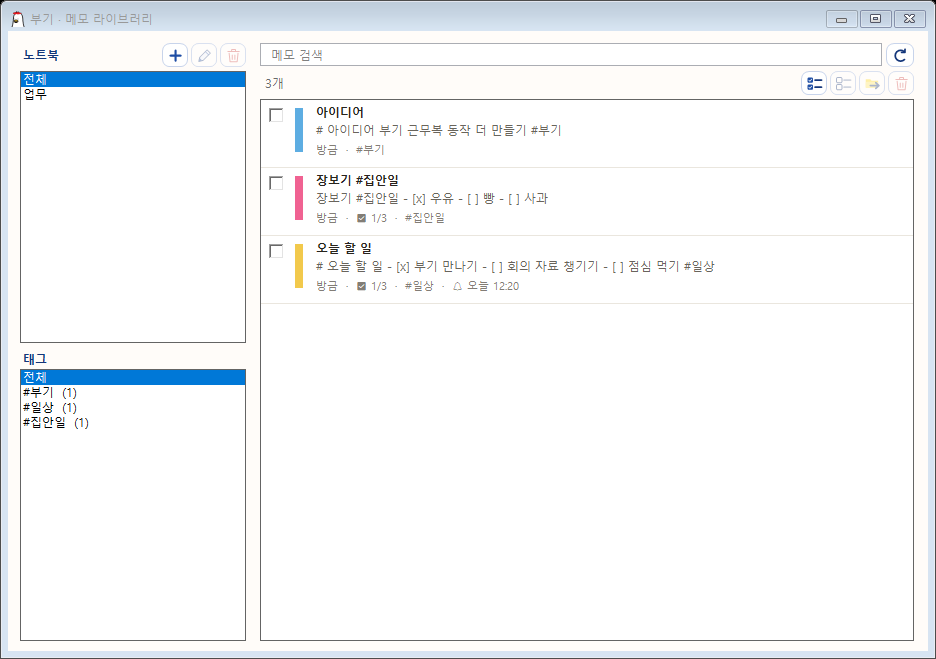 부기 · 메모 라이브러리
노트북
전체
업무
태그
전체
#부기 (1)
#일상 (1)
#집안일 (1)
메모 검색
3개
아이디어
# 아이디어 부기 근무복 동작 더 만들기 #부기
방금 · #부기
장보기 #집안일
장보기 #집안일 - [x] 우유 - [ ] 빵 - [ ] 사과
방금 · 1/3 · #집안일
오늘 할 일
# 오늘 할 일 - [x] 부기 만나기 - [ ] 회의 자료 챙기기 - [ ] 점심 먹기 #일상
방금 · 1/3 · #일상 · 오늘 12:20